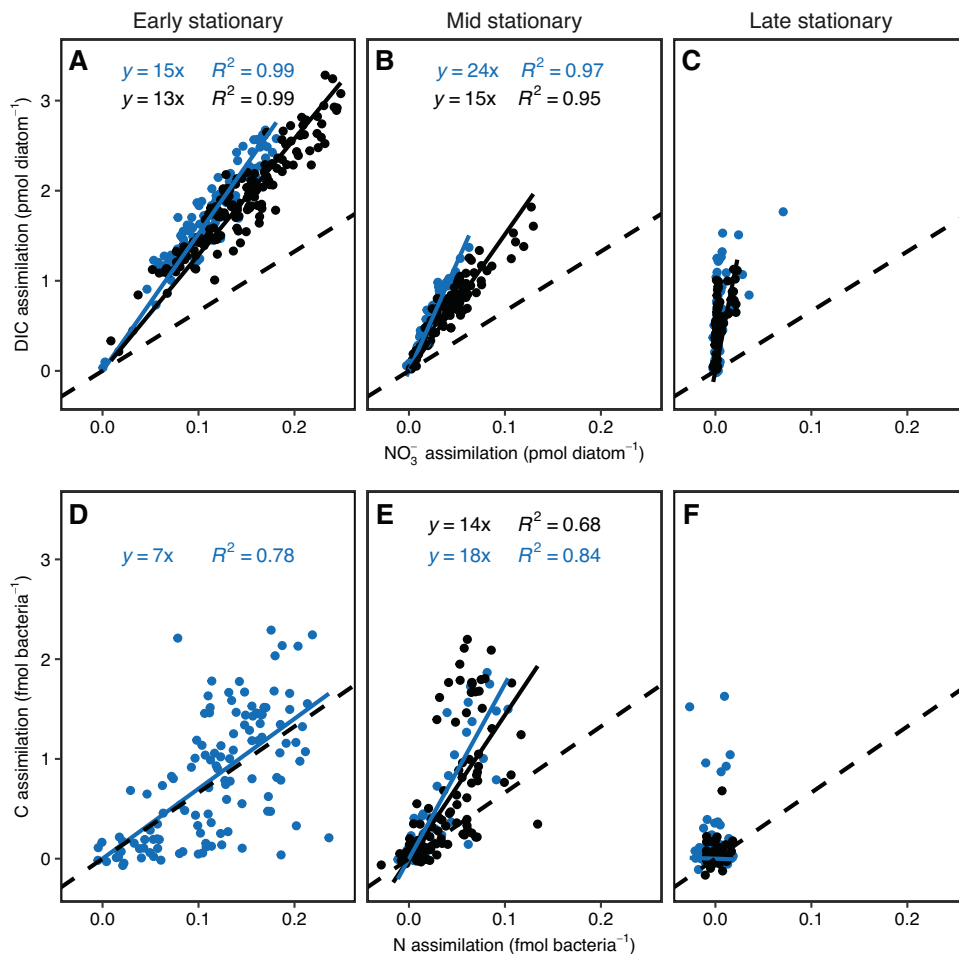 Early stationary
Mid stationary
Late stationary
A
y = 15x R² = 0.99
y = 13x R² = 0.99
B
y = 24x R² = 0.97
y = 15x R² = 0.95
C
DIC assimilation (pmol diatom⁻¹)
3
2
1
0
0.0 0.1 0.2
0.0 0.1 0.2
0.0 0.1 0.2
NO₃⁻ assimilation (pmol diatom⁻¹)
D
y = 7x R² = 0.78
E
y = 14x R² = 0.68
y = 18x R² = 0.84
F
C assimilation (fmol bacteria⁻¹)
3
2
1
0
0.0 0.1 0.2
0.0 0.1 0.2
0.0 0.1 0.2
N assimilation (fmol bacteria⁻¹)